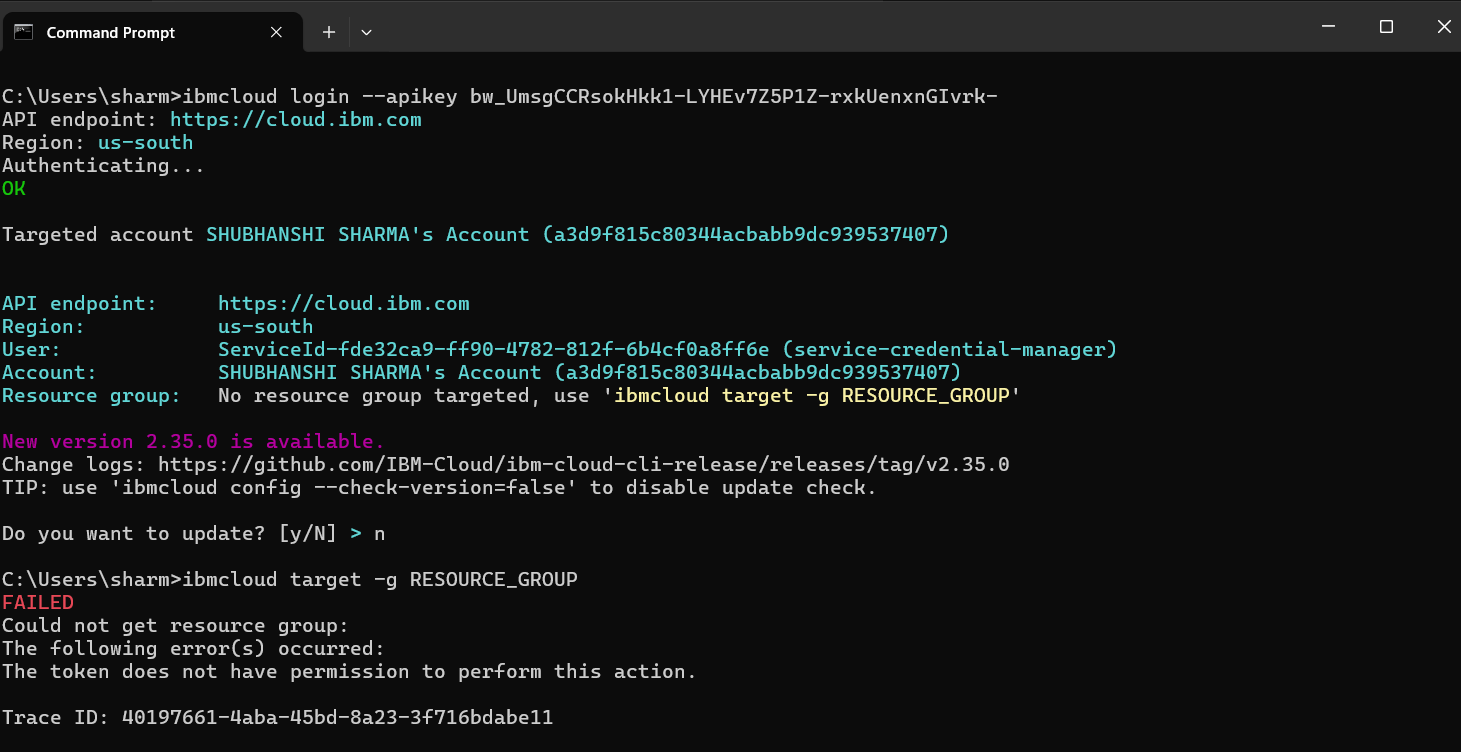 Command Prompt
C:\Users\sharm>ibmcloud login --apikey bw_UmsgCCRsokHkk1-LYHEv7Z5P1Z-rxkUenxnGIvrk-
API endpoint: https://cloud.ibm.com
Region: us-south
Authenticating...
OK
Targeted account SHUBHANSHI SHARMA's Account (a3d9f815c80344acbabb9dc939537407)
API endpoint: https://cloud.ibm.com
Region: us-south
User: ServiceId-fde32ca9-ff90-4782-812f-6b4cf0a8ff6e (service-credential-manager)
Account: SHUBHANSHI SHARMA's Account (a3d9f815c80344acbabb9dc939537407)
Resource group: No resource group targeted, use 'ibmcloud target -g RESOURCE_GROUP'
New version 2.35.0 is available.
Change logs: https://github.com/IBM-Cloud/ibm-cloud-cli-release/releases/tag/v2.35.0
TIP: use 'ibmcloud config --check-version=false' to disable update check.
Do you want to update? [y/N] > n
C:\Users\sharm>ibmcloud target -g RESOURCE_GROUP
FAILED
Could not get resource group:
The following error(s) occurred:
The token does not have permission to perform this action.
Trace ID: 40197661-4aba-45bd-8a23-3f716bdabe11